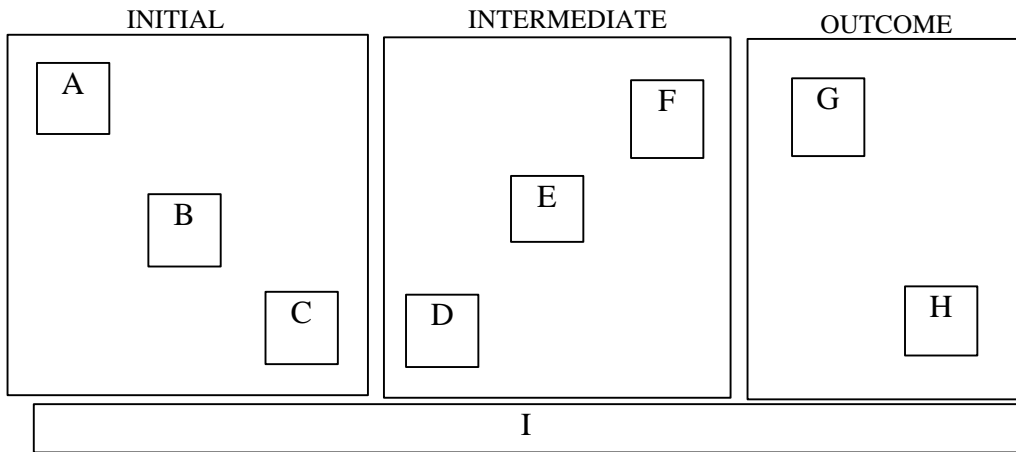 INITIAL
INTERMEDIATE
OUTCOME
A
B
C
D
E
F
G
H
I